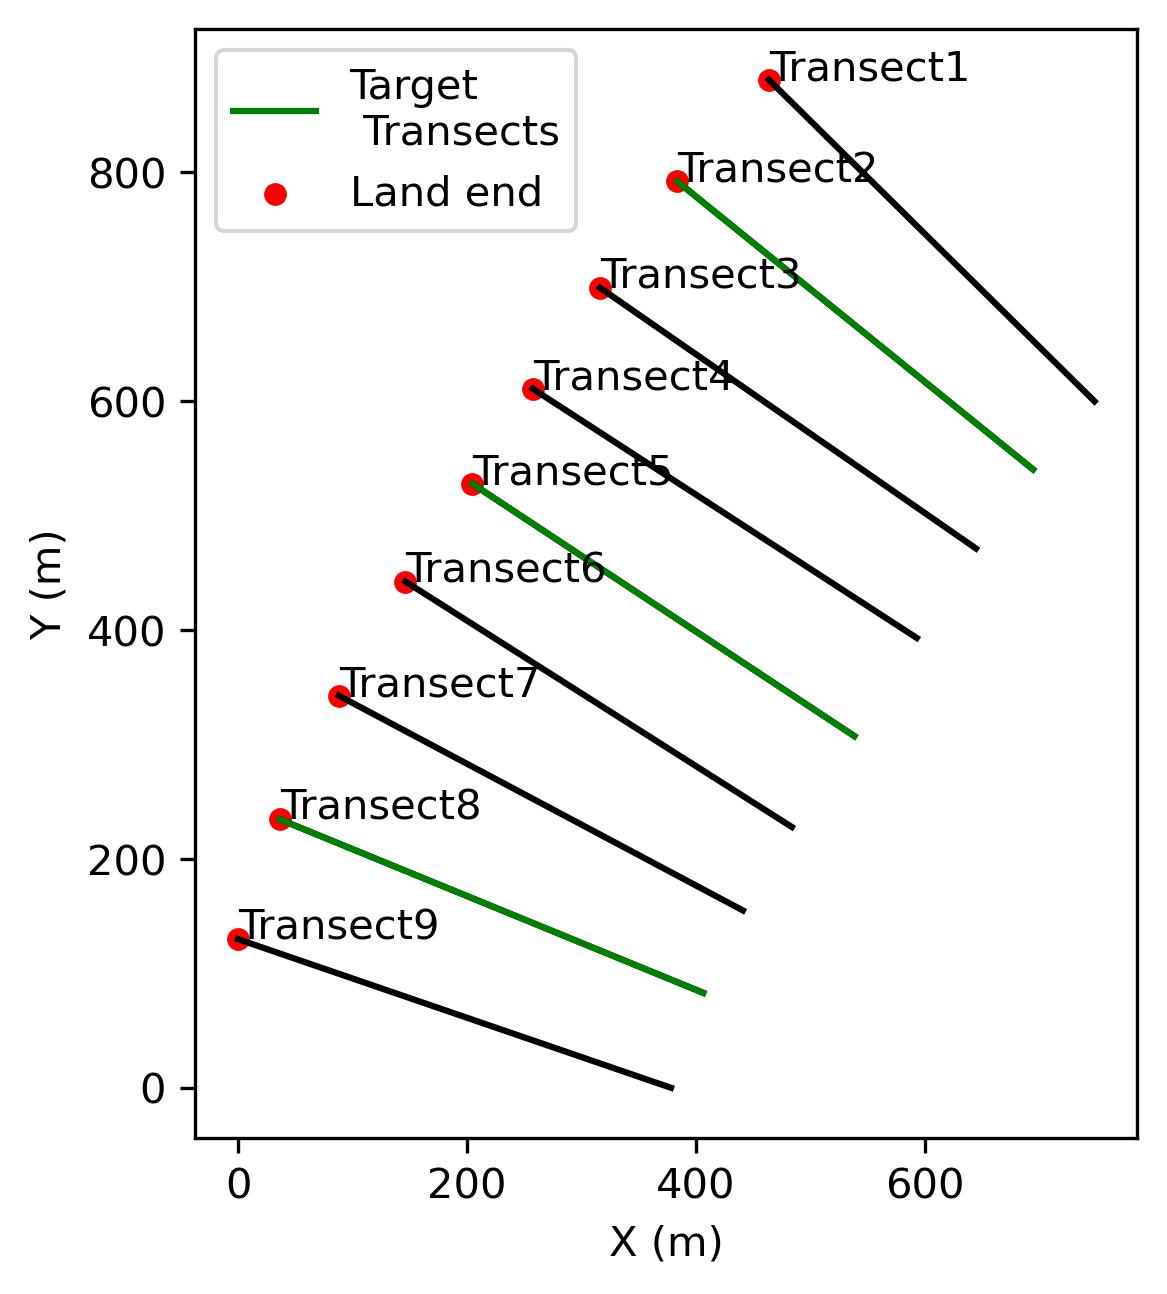 Target
Transects
Land end
Transect1
Transect2
Transect3
Transect4
Transect5
Transect6
Transect7
Transect8
Transect9
800
600
400
200
0
Y (m)
0 200 400 600
X (m)